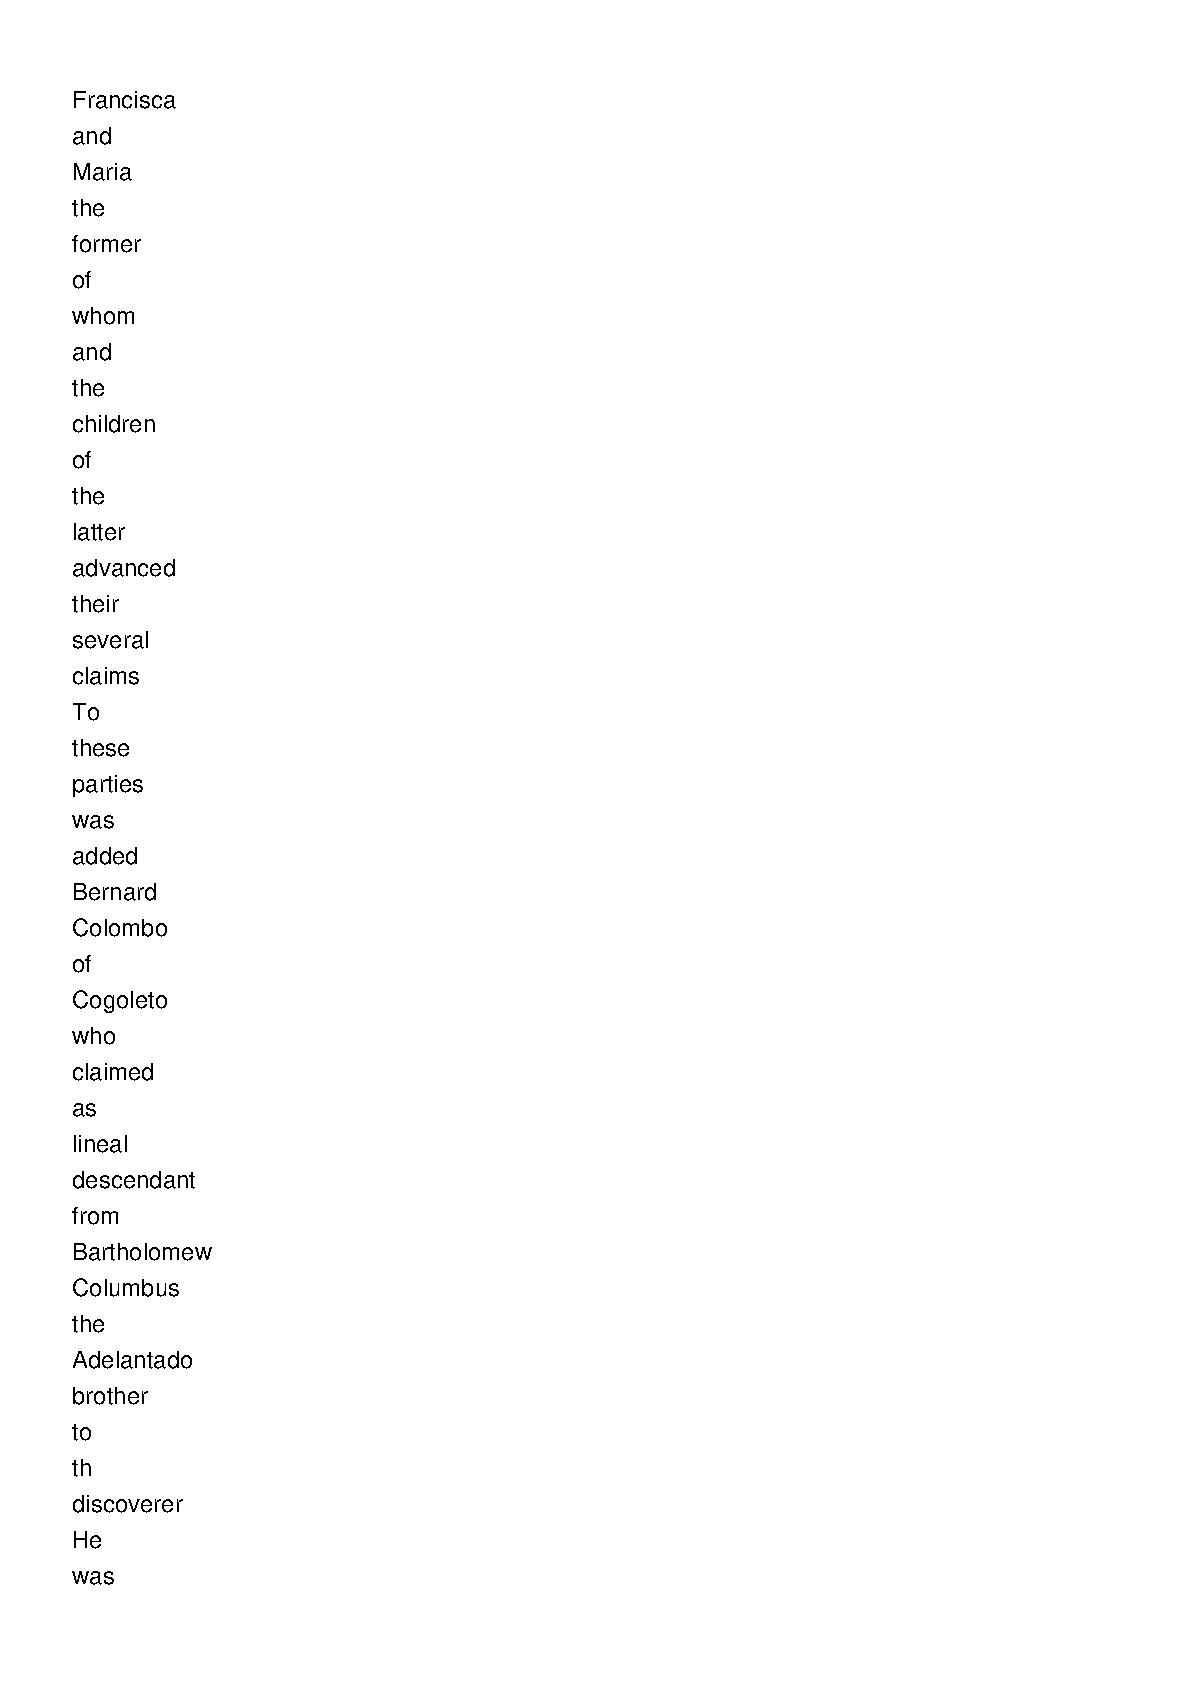 Francisca
and
Maria
the
former
of
whom
and
the
children
of
the
latter
advanced
their
several
claims
To
these
parties
was
added
Bernard
Colombo
of
Cogoleto
who
claimed
as
lineal
descendant
from
Bartholomew
Columbus
the
Adelantado
brother
to
th
discoverer
He
was